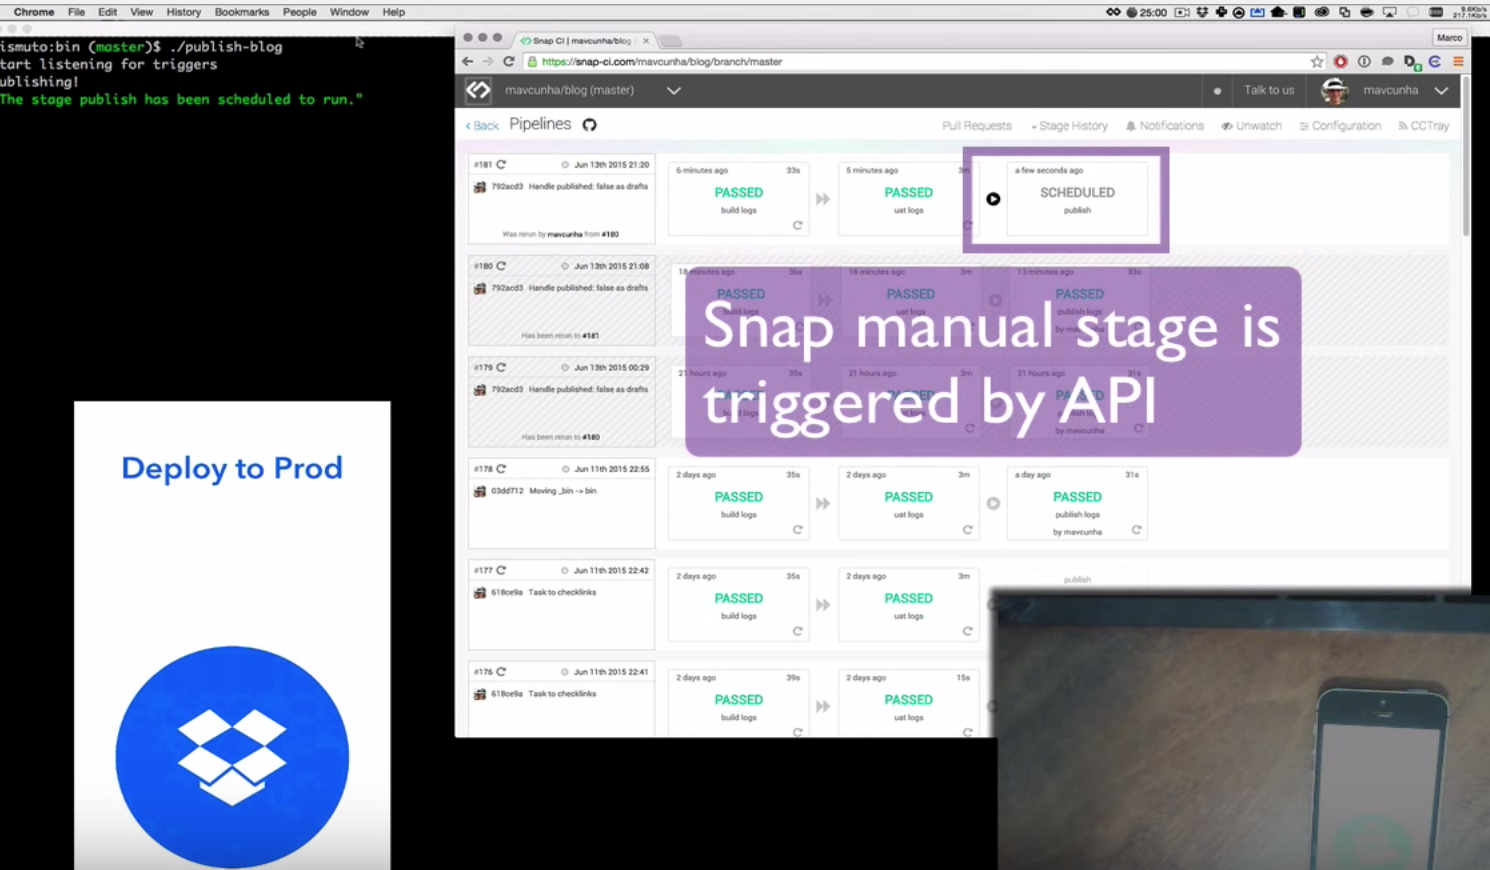 Chrome File Edit View History Bookmarks People Window Help
25:00
9.6Kb/s
217.1Kb/s
ismuto:bin (master)$ ./publish-blog
tart listening for triggers
ublishing!
The stage publish has been scheduled to run."
Snap CI | mavcunha/blog (
Marco
https://snap-ci.com/mavcunha/blog/branch/master
mavcunha/blog (master)
Talk to us
mavcunha
Back Pipelines
Pull Requests Stage History Notifications Unwatch Configuration CCTray
#181 Jun 13th 2015 21:20
792acd3 Handle published: false as drafts
Was rerun by mavcunha from #180
6 minutes ago 33s
PASSED
build logs
5 minutes ago 3m
PASSED
uat logs
a few seconds ago
SCHEDULED
publish
#180 Jun 13th 2015 21:08
792acd3 Handle published: false as drafts
Has been rerun to #181
18 minutes ago 36s
PASSED
18 minutes ago 3m
PASSED
13 minutes ago 33s
PASSED
publish logs
by mavcunha
Snap manual stage is
triggered by API
#179 Jun 13th 2015 00:29
792acd3 Handle published: false as drafts
Has been rerun to #180
21 hours ago 35s
21 hours ago 3m
21 hours ago 31s
by mavcunha
#178 Jun 11th 2015 22:55
03dd712 Moving _bin -> bin
2 days ago 35s
PASSED
build logs
2 days ago 3m
PASSED
uat logs
a day ago 31s
PASSED
publish logs
by mavcunha
#177 Jun 11th 2015 22:42
618ce9a Task to checklinks
2 days ago 35s
PASSED
build logs
2 days ago 3m
PASSED
uat logs
publish
#176 Jun 11th 2015 22:41
618ce9a Task to checklinks
2 days ago 39s
PASSED
build logs
2 days ago 15s
PASSED
uat logs
Deploy to Prod